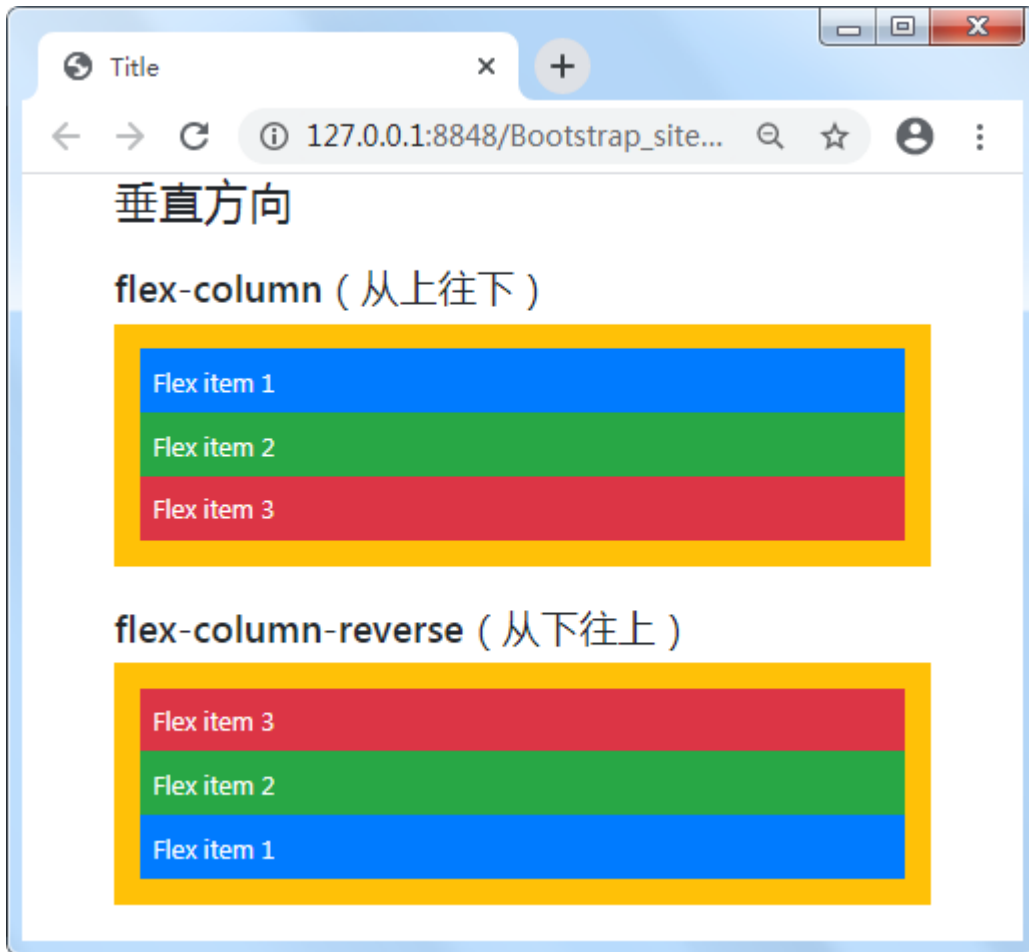 Title
127.0.0.1:8848/Bootstrap_site...
垂直方向
flex-column（从上往下）
Flex item 1
Flex item 2
Flex item 3
flex-column-reverse（从下往上）
Flex item 3
Flex item 2
Flex item 1